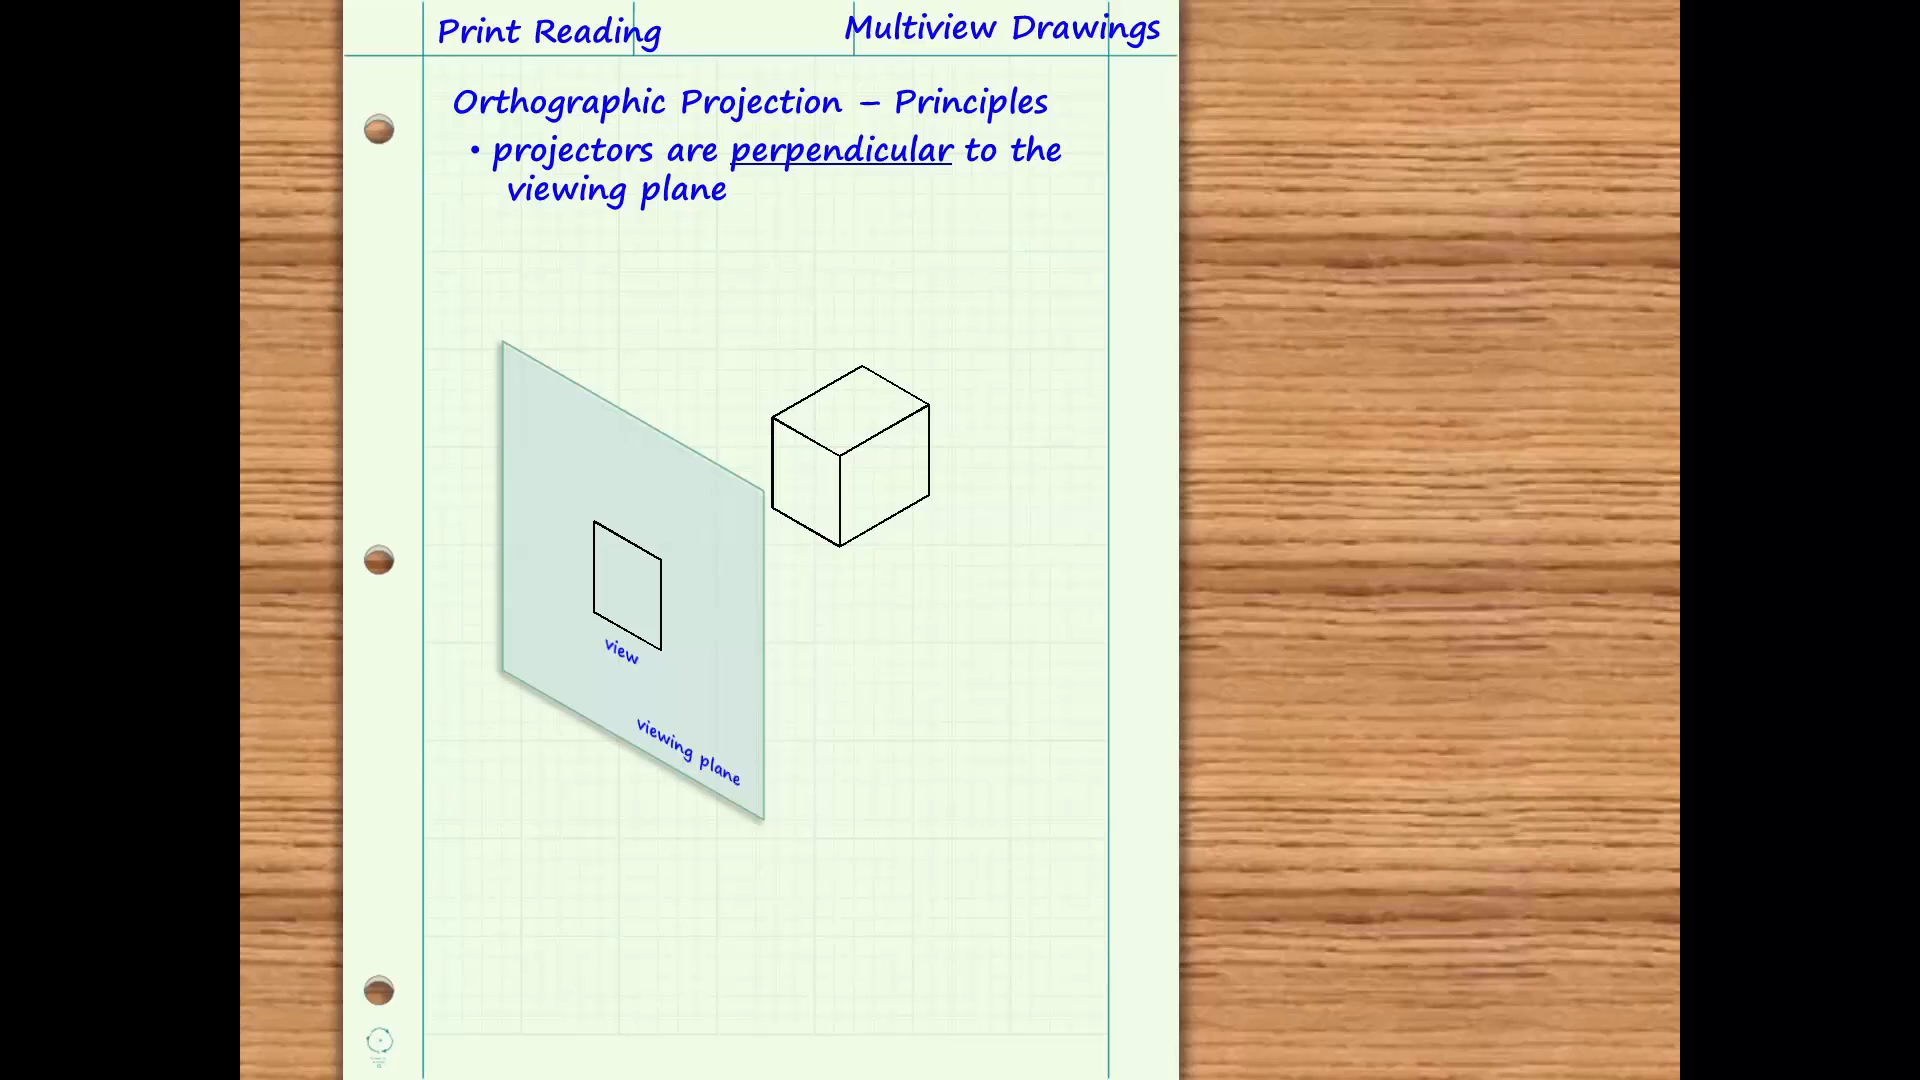 Print Reading
Multiview Drawings
Orthographic Projection – Principles
• projectors are perpendicular to the
viewing plane
view
viewing plane